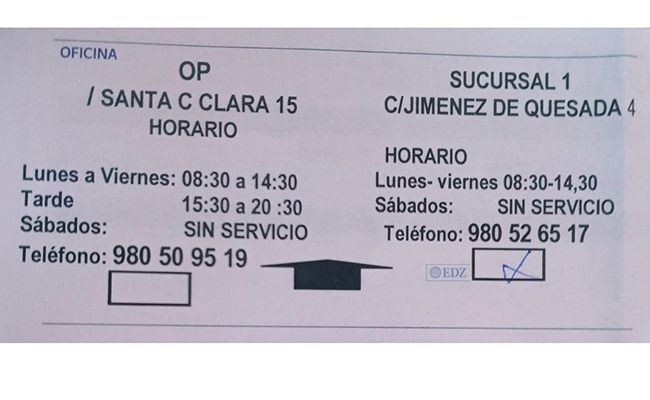 OFICINA
OP
/ SANTA C CLARA 15
HORARIO
Lunes a Viernes: 08:30 a 14:30
Tarde 15:30 a 20 :30
Sábados: SIN SERVICIO
Teléfono: 980 50 95 19
SUCURSAL 1
C/JIMENEZ DE QUESADA 4
HORARIO
Lunes- viernes 08:30-14,30
Sábados: SIN SERVICIO
Teléfono: 980 52 65 17
EDZ